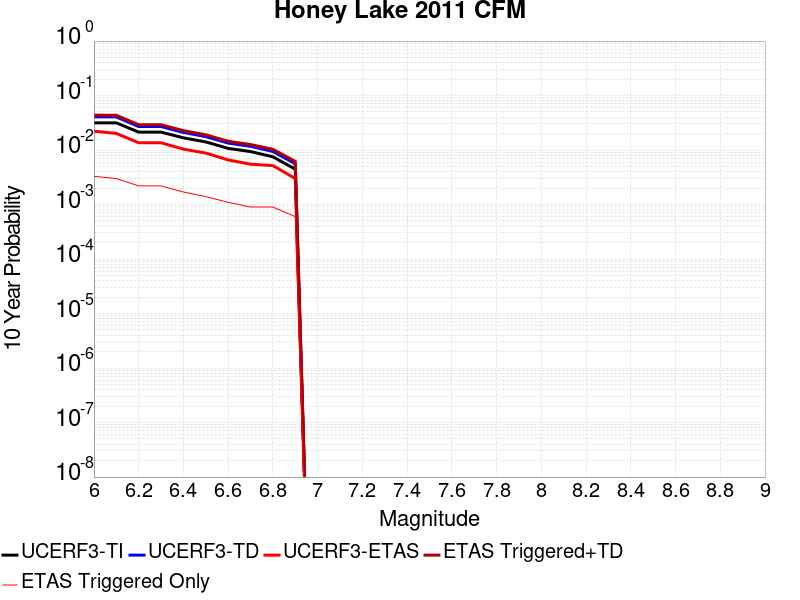 Honey Lake 2011 CFM
10 0
10 -1
10 -2
10 -3
10 -4
10 -5
10 -6
10 -7
10 -8
10 Year Probability
6 6.2 6.4 6.6 6.8 7 7.2 7.4 7.6 7.8 8 8.2 8.4 8.6 8.8 9
Magnitude
UCERF3-TI UCERF3-TD UCERF3-ETAS ETAS Triggered+TD
ETAS Triggered Only